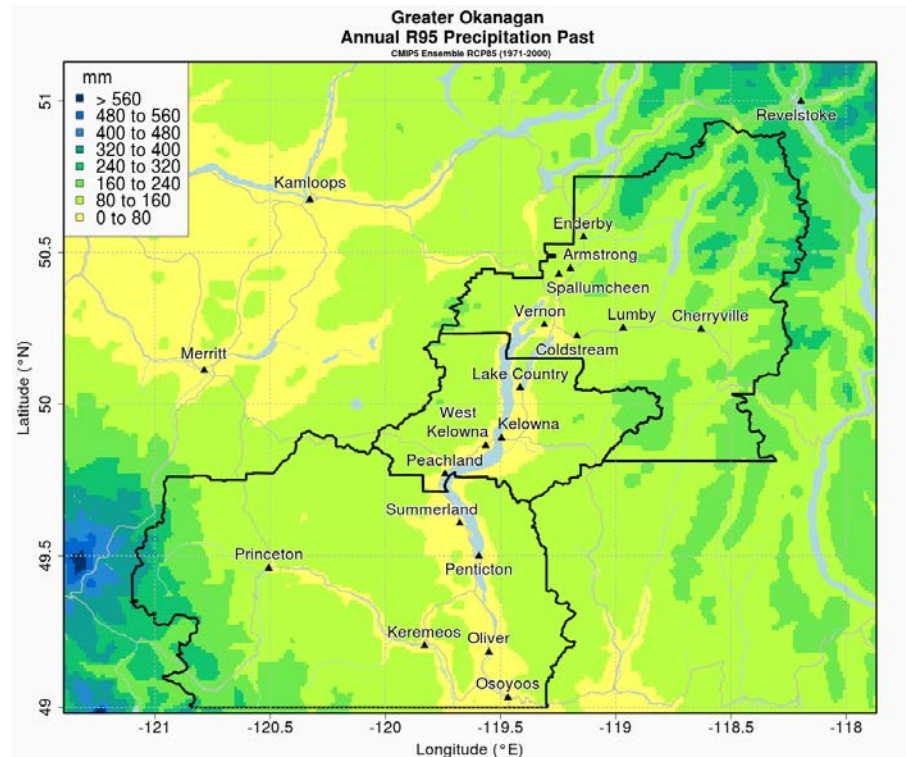 Greater Okanagan
Annual R95 Precipitation Past
CMIP5 Ensemble RCP85 (1971-2000)
mm
> 560
480 to 560
400 to 480
320 to 400
240 to 320
160 to 240
80 to 160
0 to 80
Revelstoke
Kamloops
Enderby
Armstrong
Spallumcheen
Vernon
Lumby
Cherryville
Coldstream
Merritt
Lake Country
West
Kelowna
Kelowna
Peachland
Summerland
Princeton
Penticton
Keremeos
Oliver
Osoyoos
51
50.5
50
49.5
49
Latitude (°N)
-121
-120.5
-120
-119.5
-119
-118.5
-118
Longitude (°E)